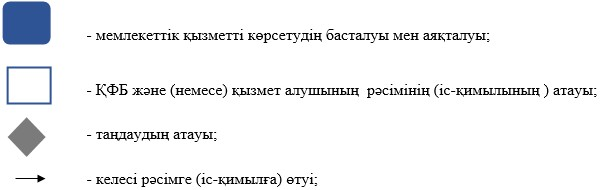 - мемлекеттік қызметті көрсетудің басталуы мен аяқталуы;
- ҚФБ және (немесе) қызмет алушының рәсімінің (іс-қимылының ) атауы;
- таңдаудың атауы;
- келесі рәсімге (іс-қимылға) өтуі;